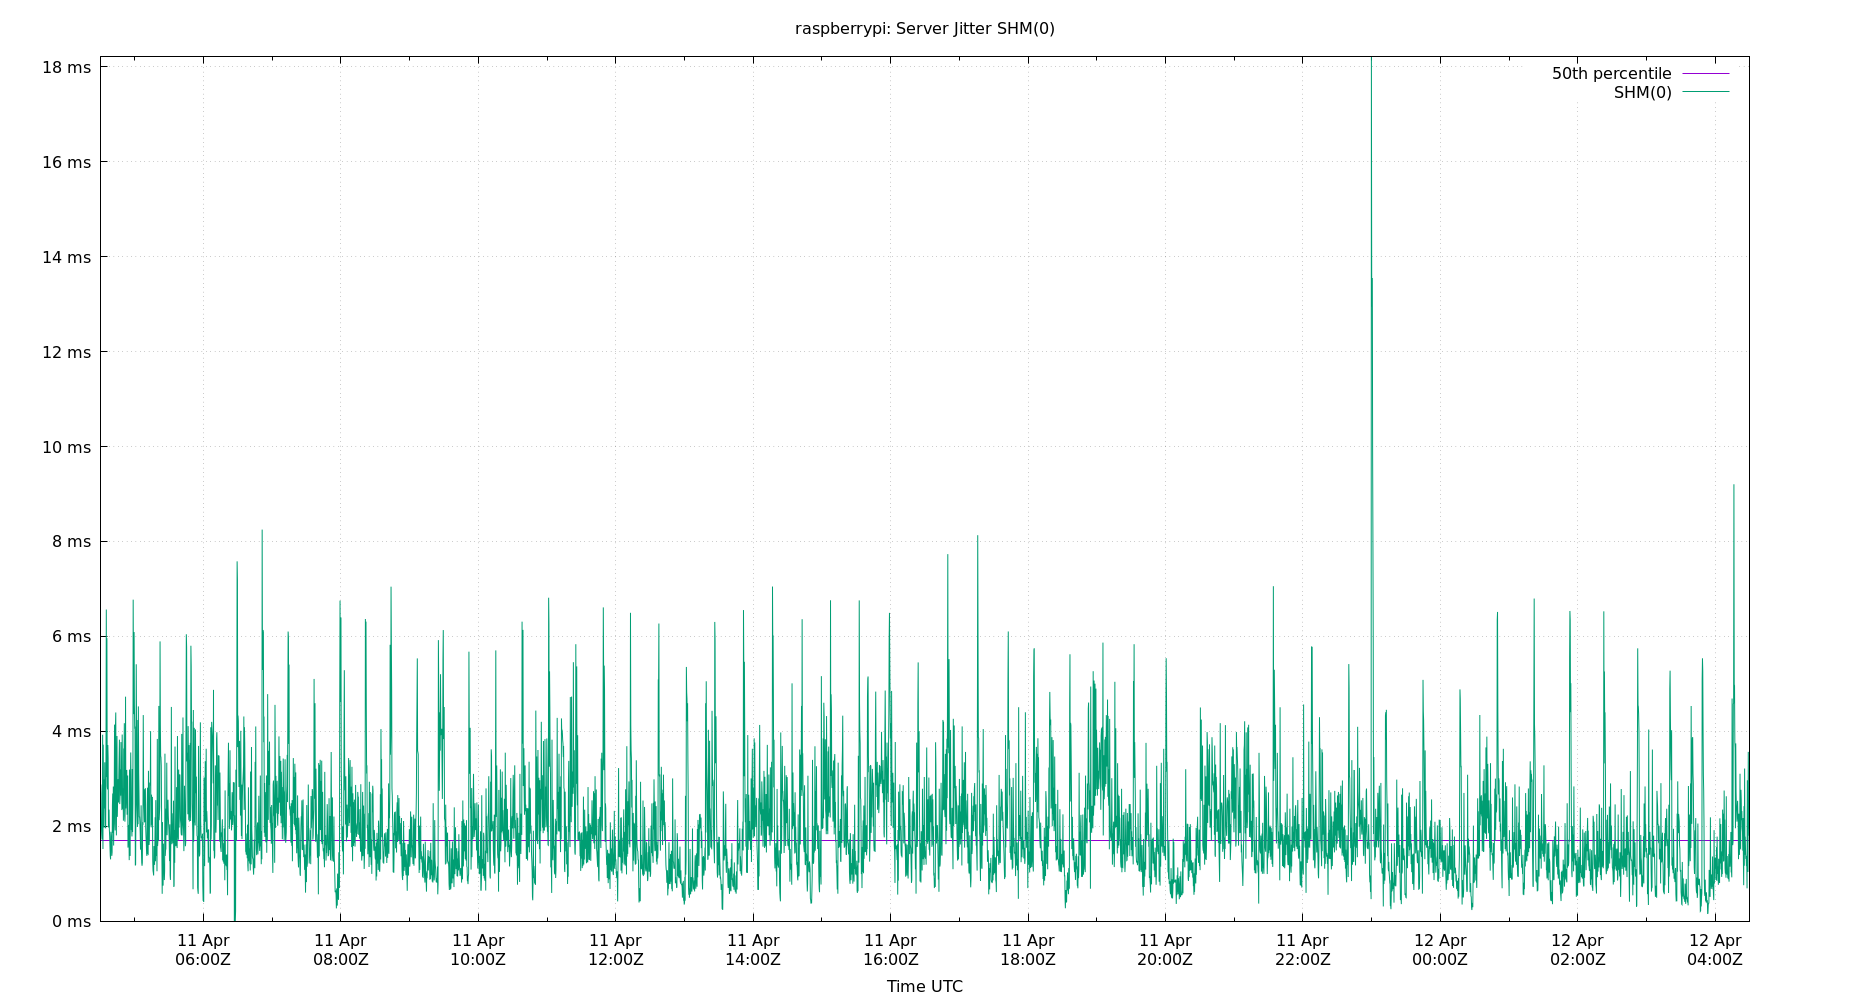 raspberrypi: Server Jitter SHM(0)
18 ms
16 ms
14 ms
12 ms
10 ms
8 ms
6 ms
4 ms
2 ms
0 ms
50th percentile
SHM(0)
11 Apr 11 Apr 11 Apr 11 Apr 11 Apr 11 Apr 11 Apr 11 Apr 11 Apr 12 Apr 12 Apr 12 Apr
06:00Z 08:00Z 10:00Z 12:00Z 14:00Z 16:00Z 18:00Z 20:00Z 22:00Z 00:00Z 02:00Z 04:00Z
Time UTC